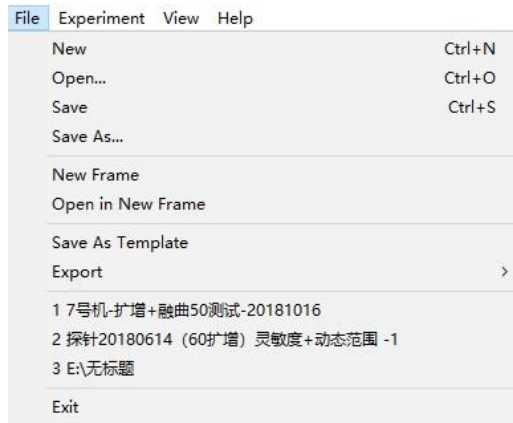 File Experiment View Help
New Ctrl+N
Open... Ctrl+O
Save Ctrl+S
Save As...
New Frame
Open in New Frame
Save As Template
Export >
1 7号机-扩增+融曲50测试-20181016
2 探针20180614（60扩增）灵敏度+动态范围 -1
3 E:\无标题
Exit